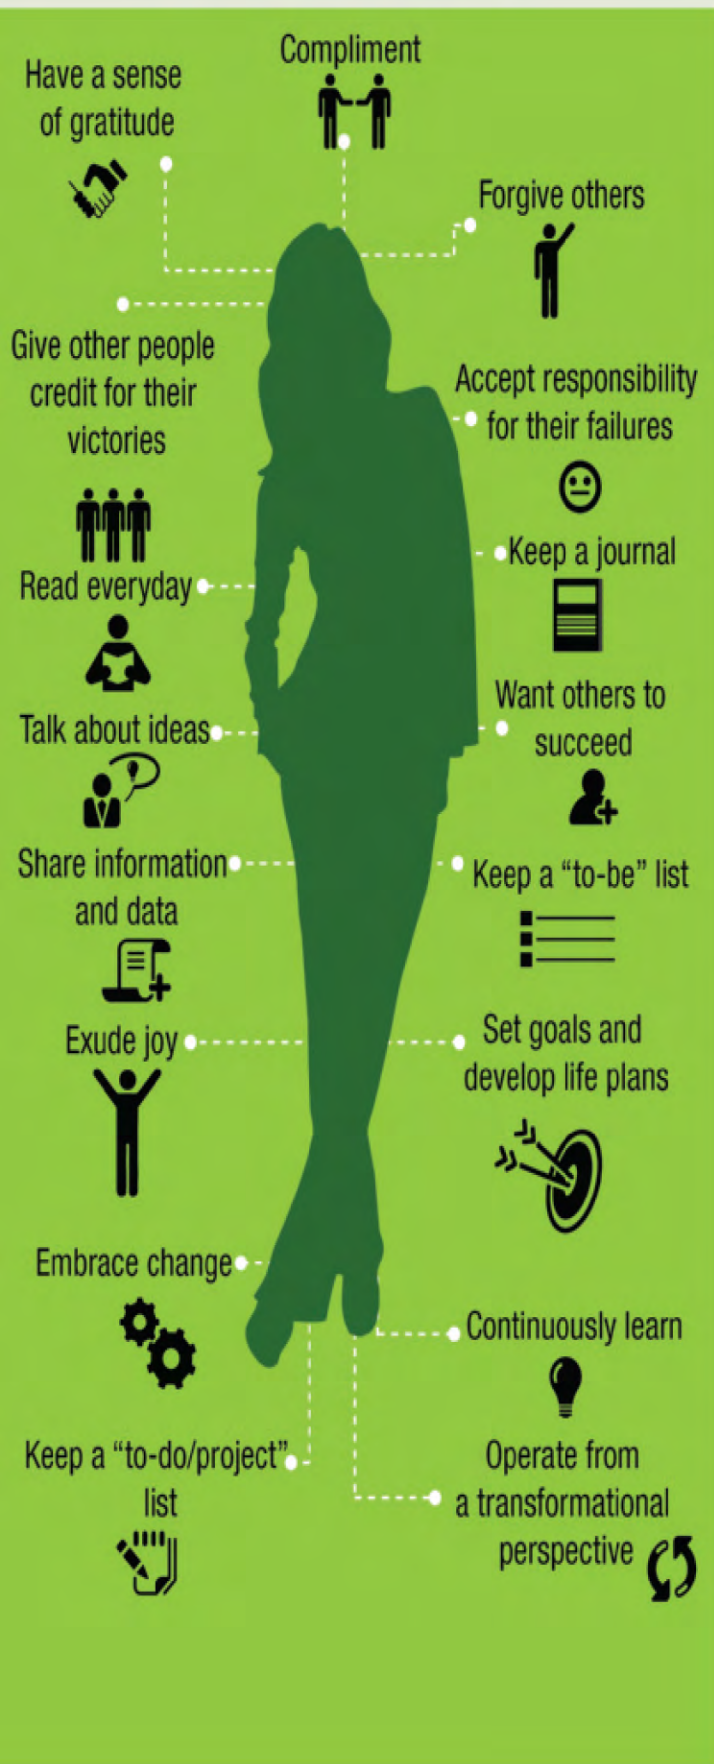 Compliment
Have a sense
of gratitude
Forgive others
Give other people
credit for their
victories
Accept responsibility
for their failures
Keep a journal
Read everyday
Want others to
succeed
Talk about ideas
Share information
and data
Keep a “to-be” list
Exude joy
Set goals and
develop life plans
Embrace change
Continuously learn
Keep a “to-do/project”
list
Operate from
a transformational
perspective